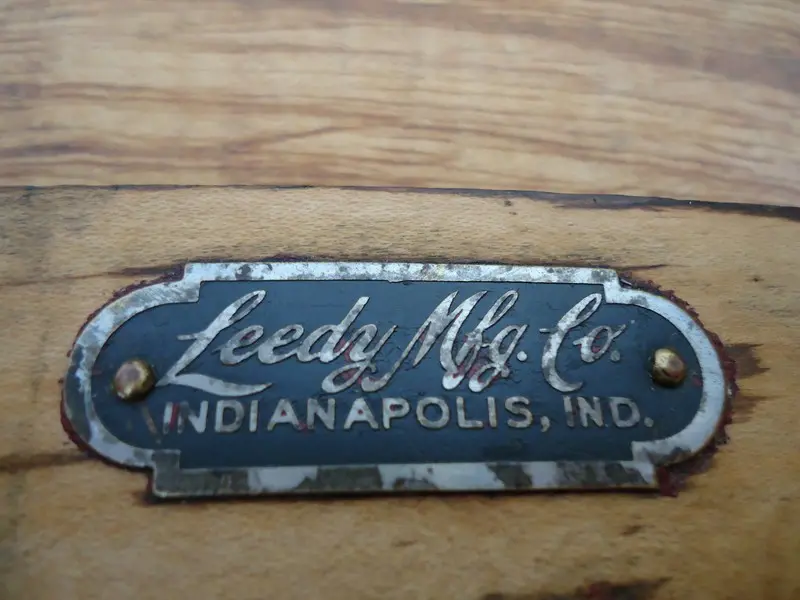 Leedy Mfg. Co.
INDIANAPOLIS, IND.